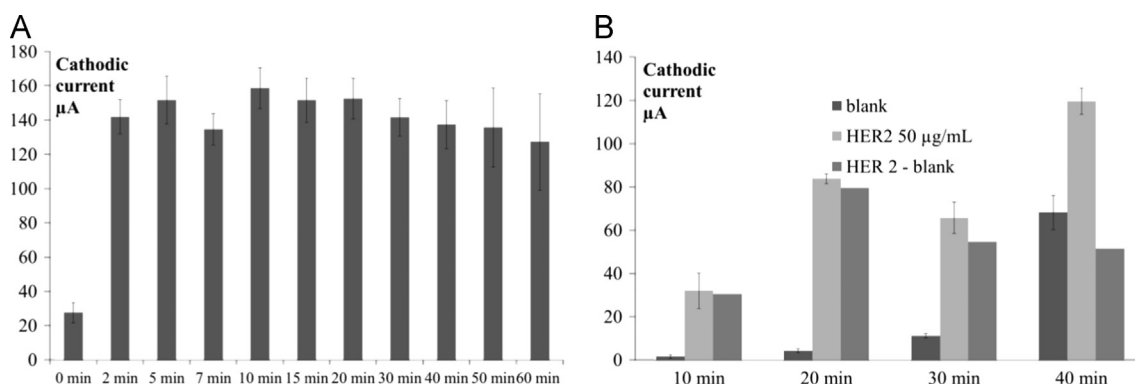 A
180
160
140
120
100
80
60
40
20
0
Cathodic
current
µA
0 min 2 min 5 min 7 min 10 min 15 min 20 min 30 min 40 min 50 min 60 min
B
140
120
100
80
60
40
20
0
Cathodic
current
µA
blank
HER2 50 µg/mL
HER 2 - blank
10 min 20 min 30 min 40 min